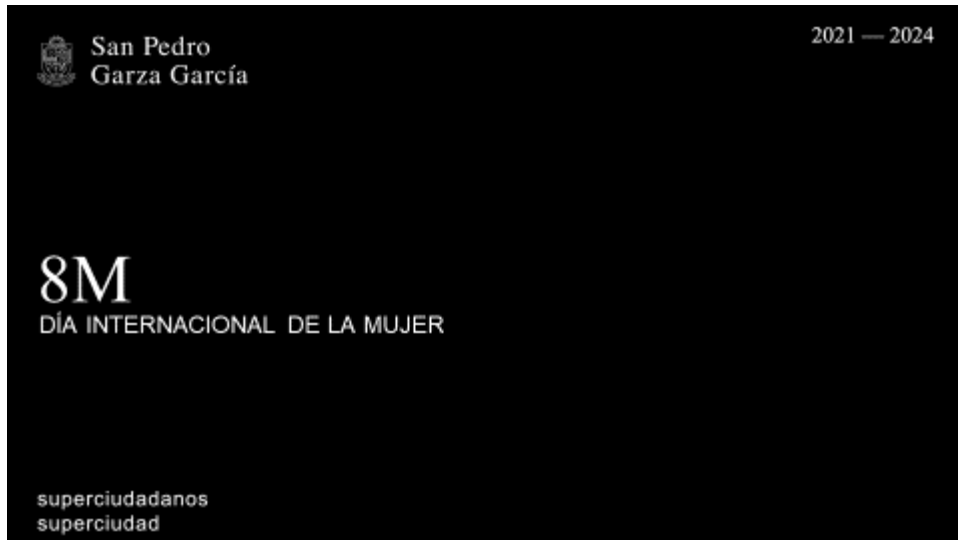 San Pedro
Garza García
2021 — 2024
8M
DÍA INTERNACIONAL DE LA MUJER
superciudadanos
superciudad